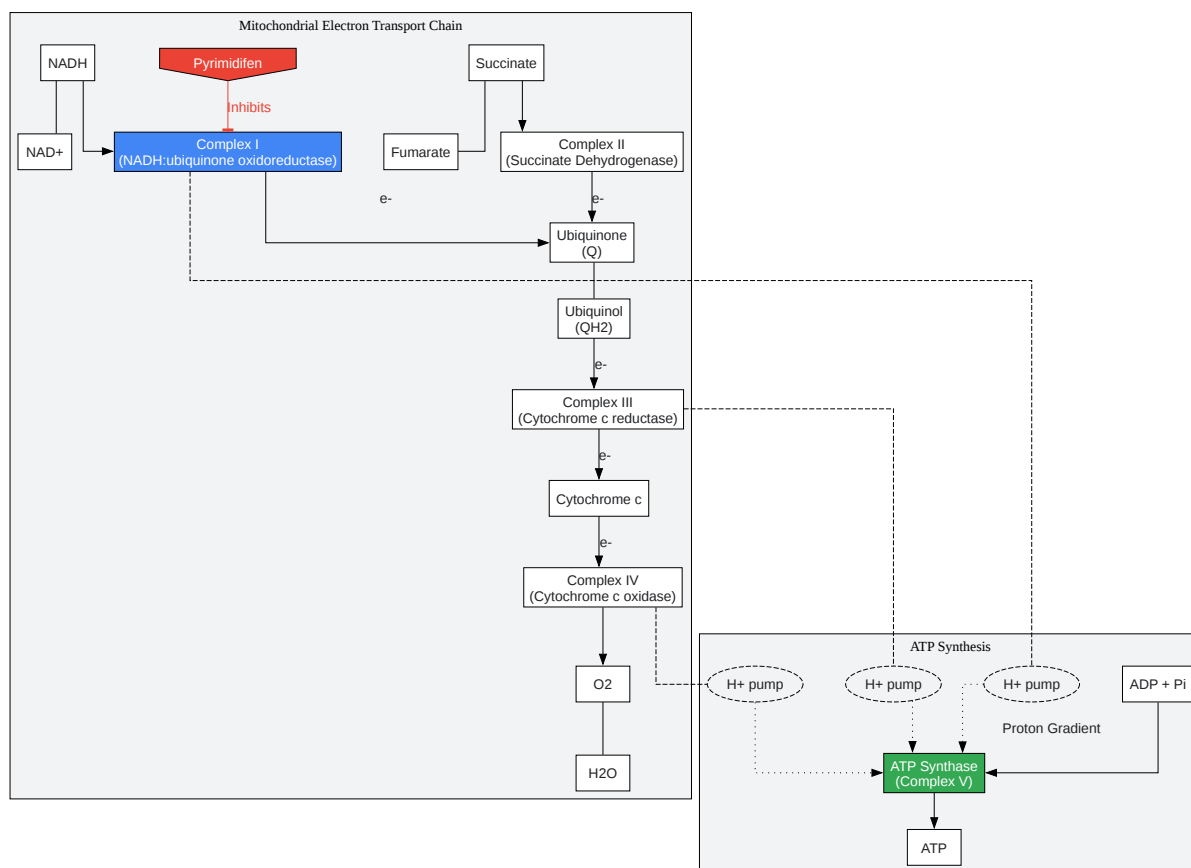 Mitochondrial Electron Transport Chain
NADH
Pyrimidifen
Succinate
Inhibits
NAD+
Complex I
(NADH:ubiquinone oxidoreductase)
Fumarate
Complex II
(Succinate Dehydrogenase)
e-
e-
Ubiquinone
(Q)
Ubiquinol
(QH2)
e-
Complex III
(Cytochrome c reductase)
e-
Cytochrome c
e-
Complex IV
(Cytochrome c oxidase)
O2
H2O
ATP Synthesis
H+ pump
H+ pump
H+ pump
ADP + Pi
Proton Gradient
ATP Synthase
(Complex V)
ATP